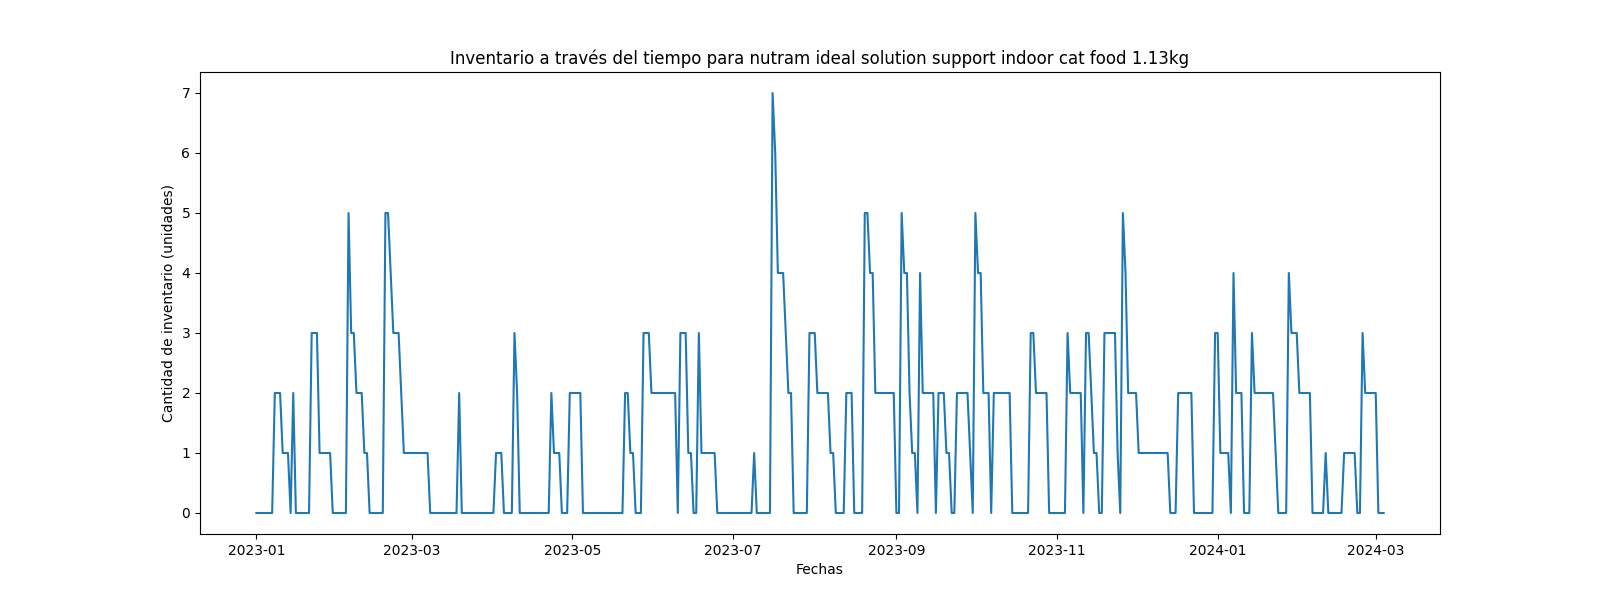 Inventario a través del tiempo para nutram ideal solution support indoor cat food 1.13kg
Cantidad de inventario (unidades)
7
6
5
4
3
2
1
0
2023-01 2023-03 2023-05 2023-07 2023-09 2023-11 2024-01 2024-03
Fechas